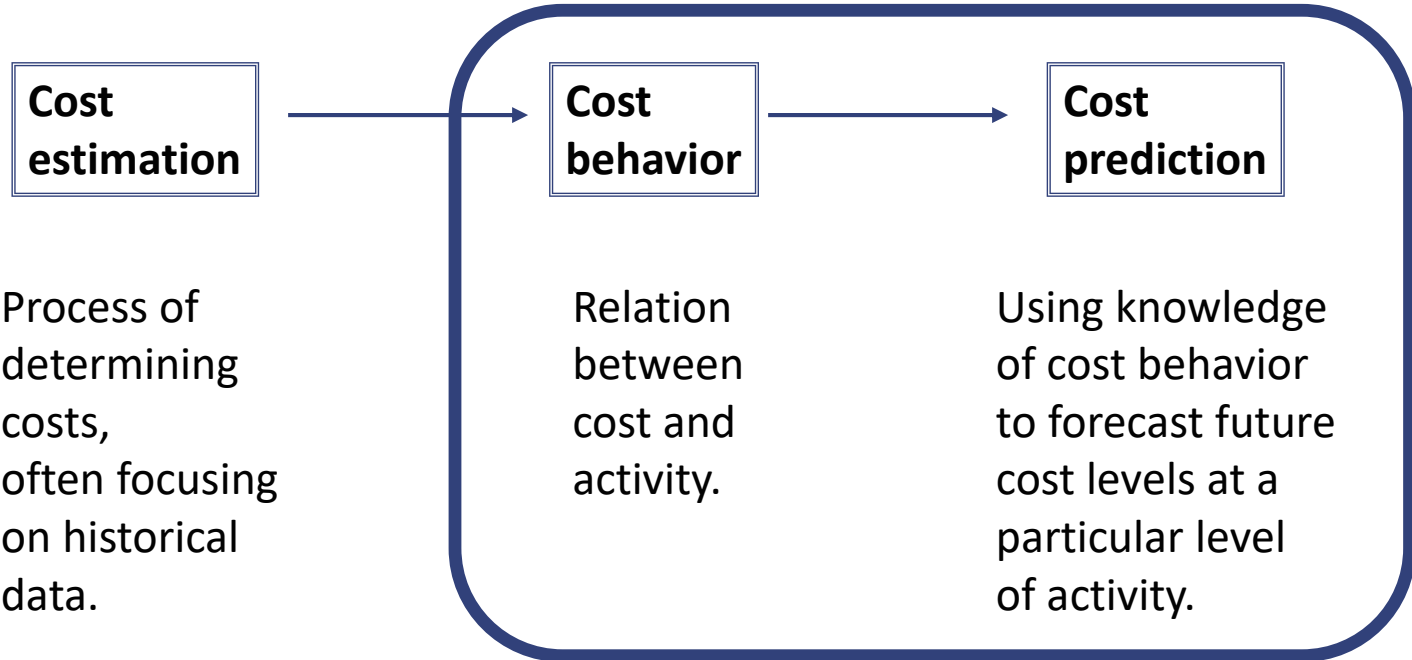 Cost
estimation
Cost
behavior
Cost
prediction
Process of
determining
costs,
often focusing
on historical
data.
Relation
between
cost and
activity.
Using knowledge
of cost behavior
to forecast future
cost levels at a
particular level
of activity.